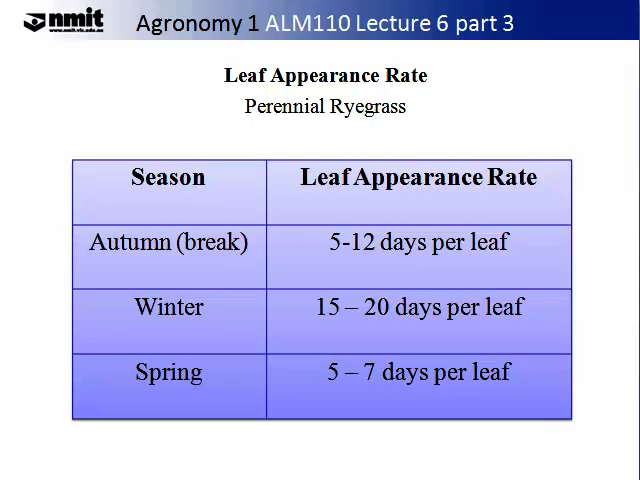 nmit
www.nmit.vic.edu.au
Agronomy 1 ALM110 Lecture 6 part 3
Leaf Appearance Rate
Perennial Ryegrass
Season Leaf Appearance Rate
Autumn (break) 5-12 days per leaf
Winter 15 – 20 days per leaf
Spring 5 – 7 days per leaf